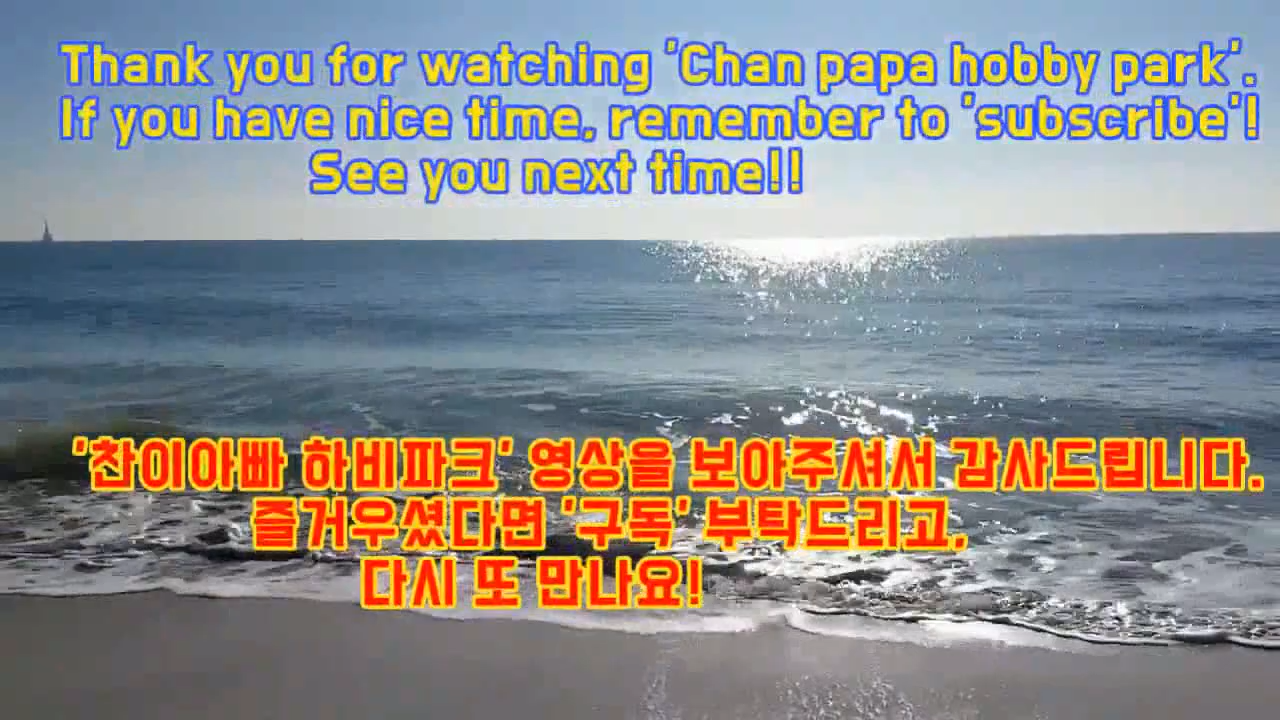 Thank you for watching 'Chan papa hobby park'.
If you have nice time, remember to 'subscribe'!
See you next time!!
'찬이아빠 하비파크' 영상을 보아주셔서 감사드립니다.
즐거우셨다면 '구독' 부탁드리고,
다시 또 만나요!